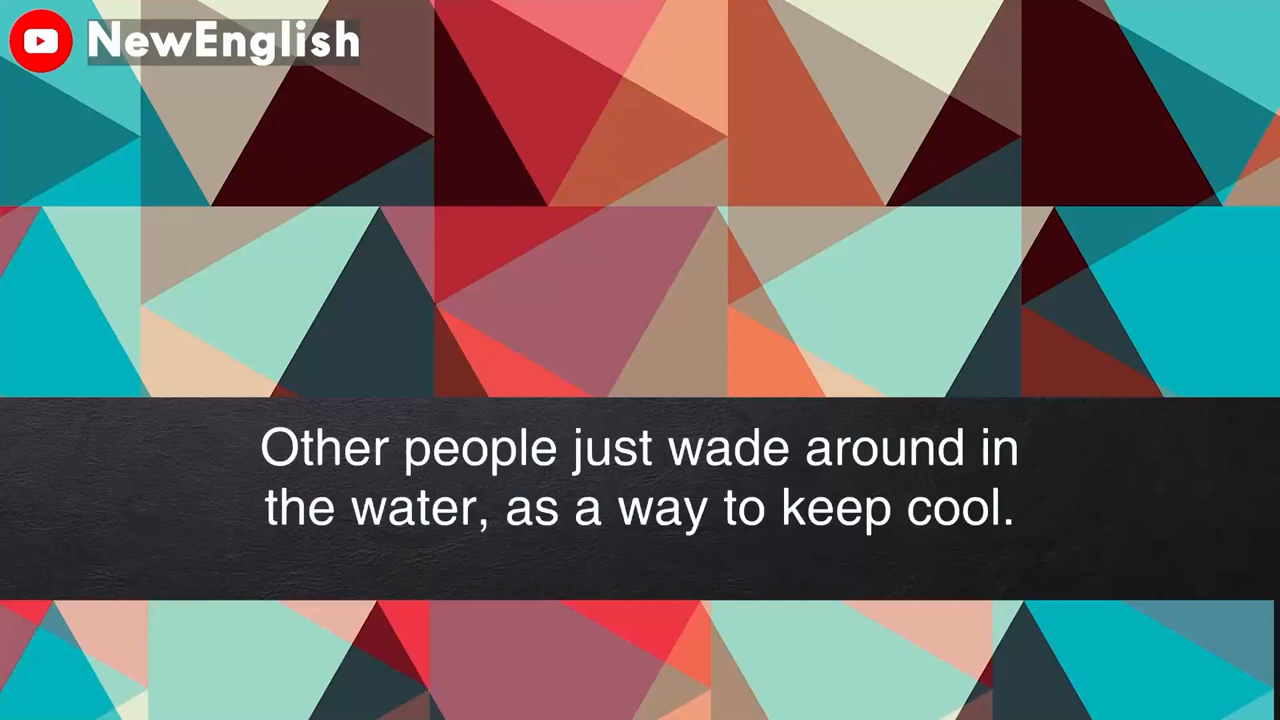 NewEnglish
Other people just wade around in
the water, as a way to keep cool.